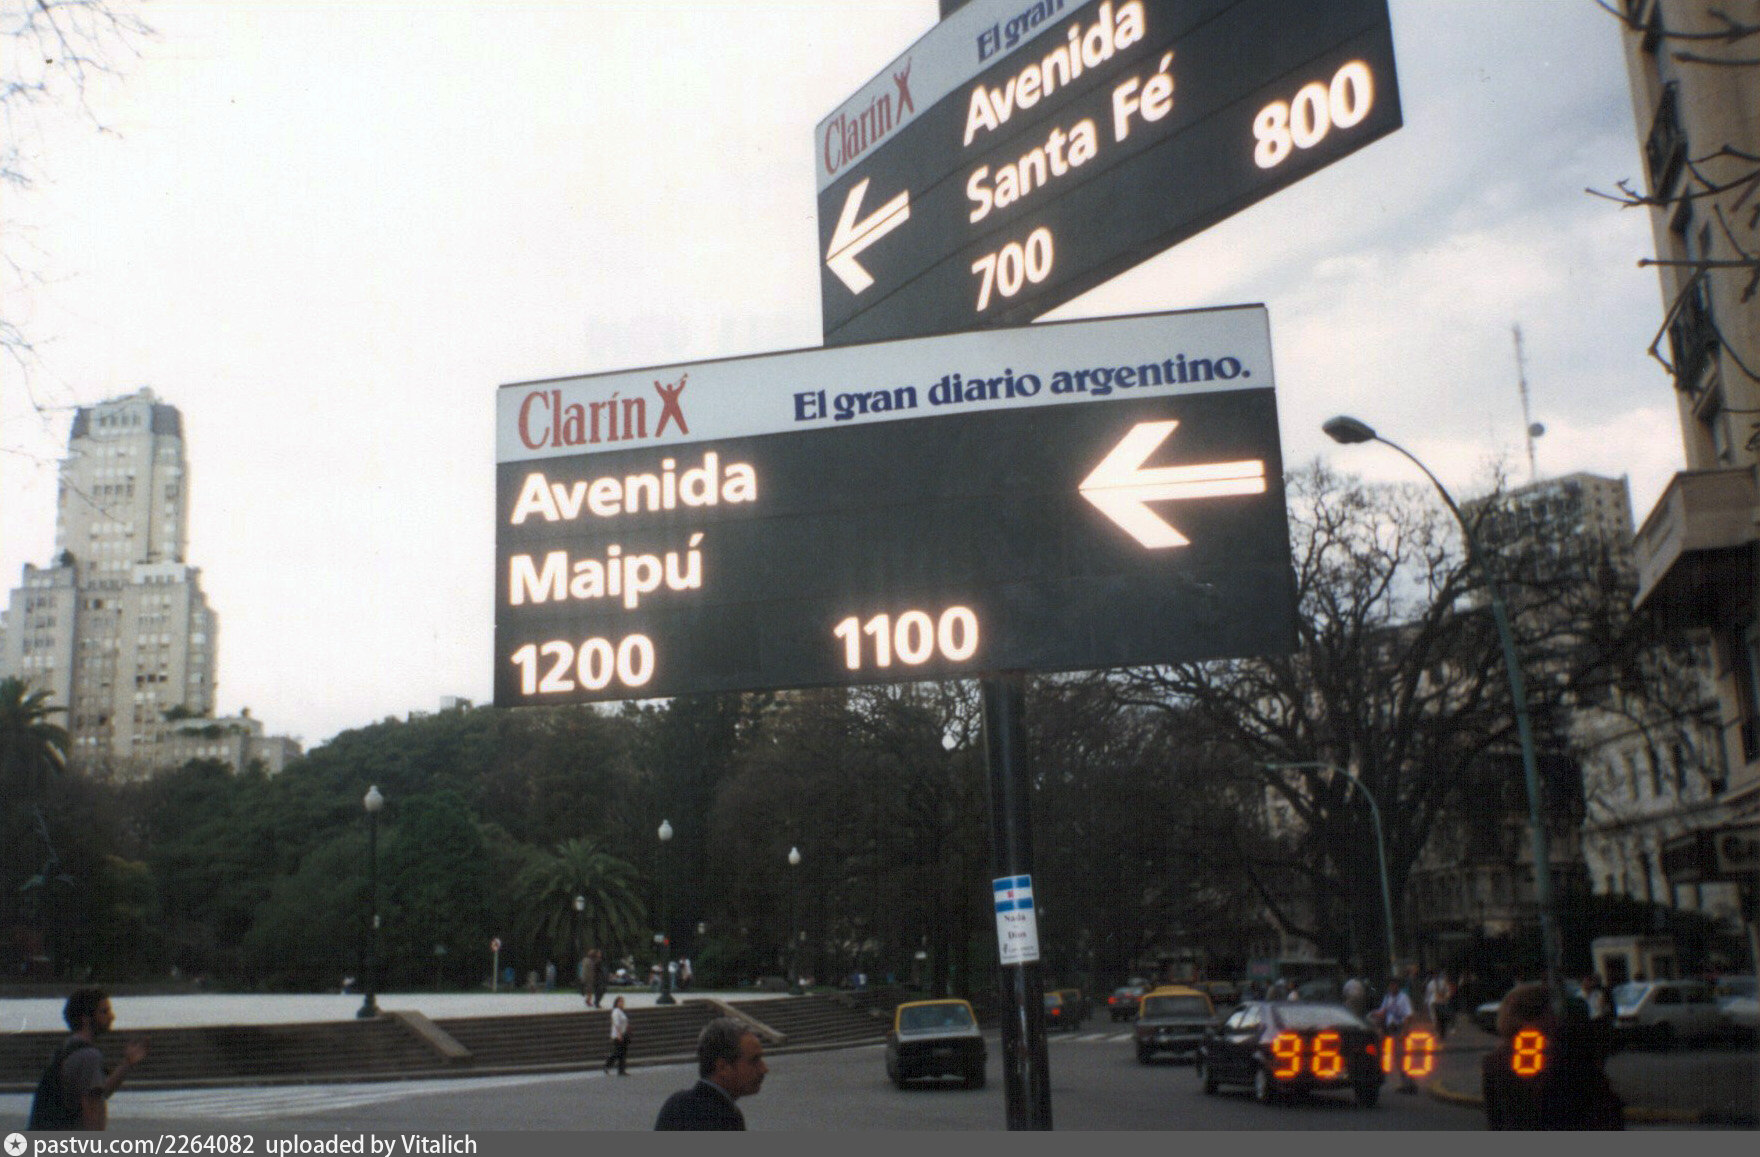 Clarín El gran
Avenida
Santa Fé
700 800
Clarín El gran diario argentino.
Avenida
Maipú
1200 1100
Dios
96 10 8
pastvu.com/2264082 uploaded by Vitalich